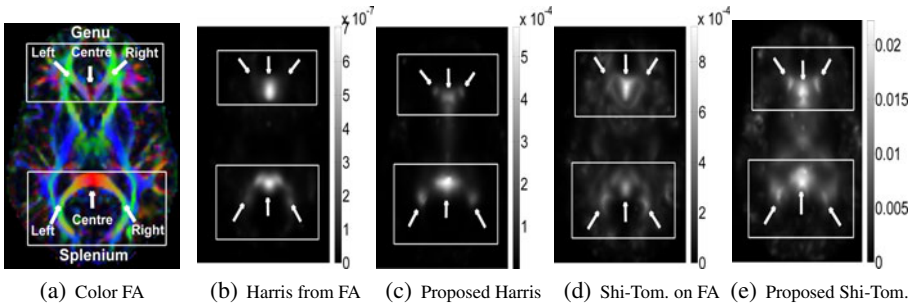 Genu
Left Centre Right
Left Centre Right
Splenium
x 10-7
7
6
5
4
3
2
1
0
x 10-4
5
4
3
2
1
x 10-4
8
6
4
2
0
0.02
0.015
0.01
0.005
0
(a) Color FA
(b) Harris from FA
(c) Proposed Harris
(d) Shi-Tom. on FA
(e) Proposed Shi-Tom.